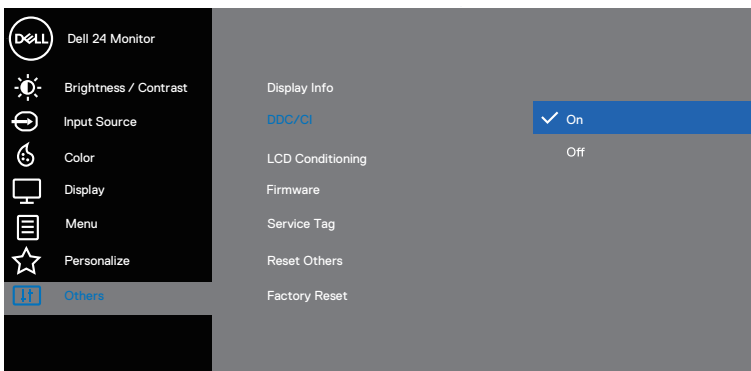 DELL
Dell 24 Monitor
Brightness / Contrast
Input Source
Color
Display
Menu
Personalize
Others
Display Info
DDC/CI
LCD Conditioning
Firmware
Service Tag
Reset Others
Factory Reset
On
Off